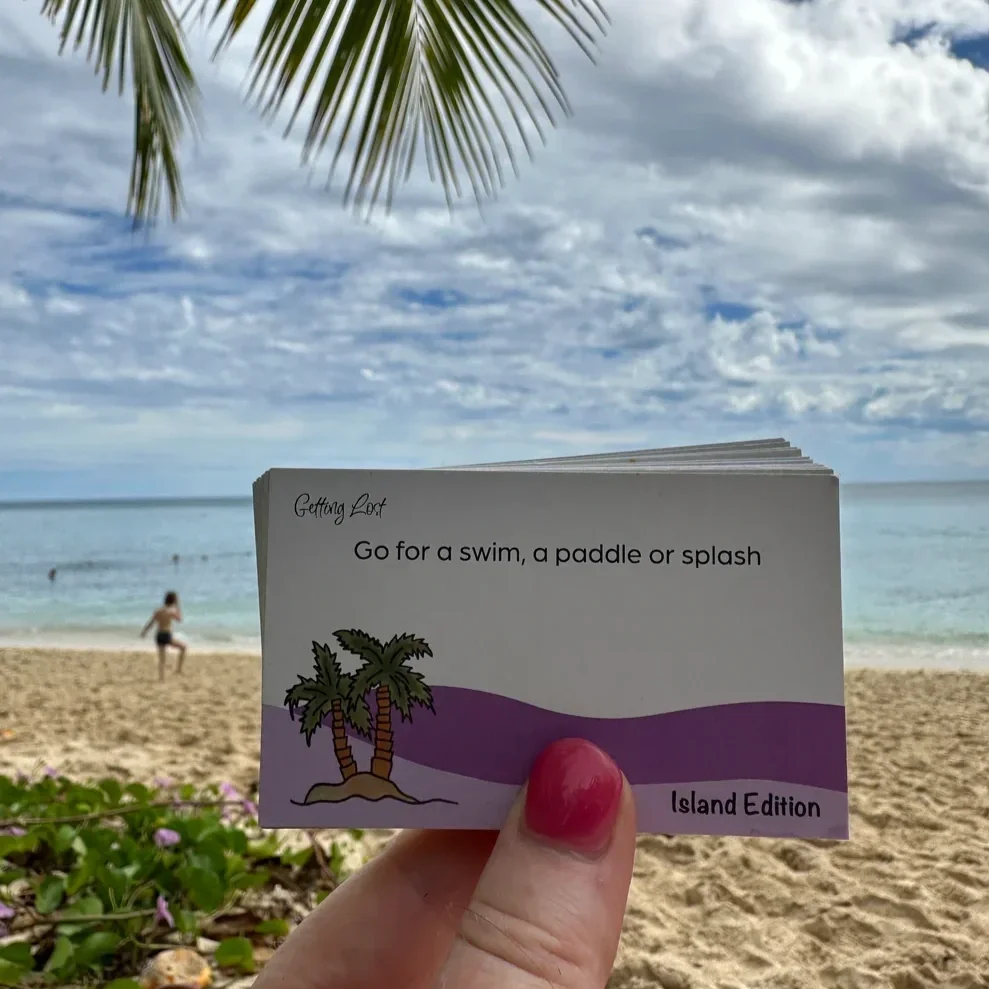 Getting Lost
Go for a swim, a paddle or splash
Island Edition